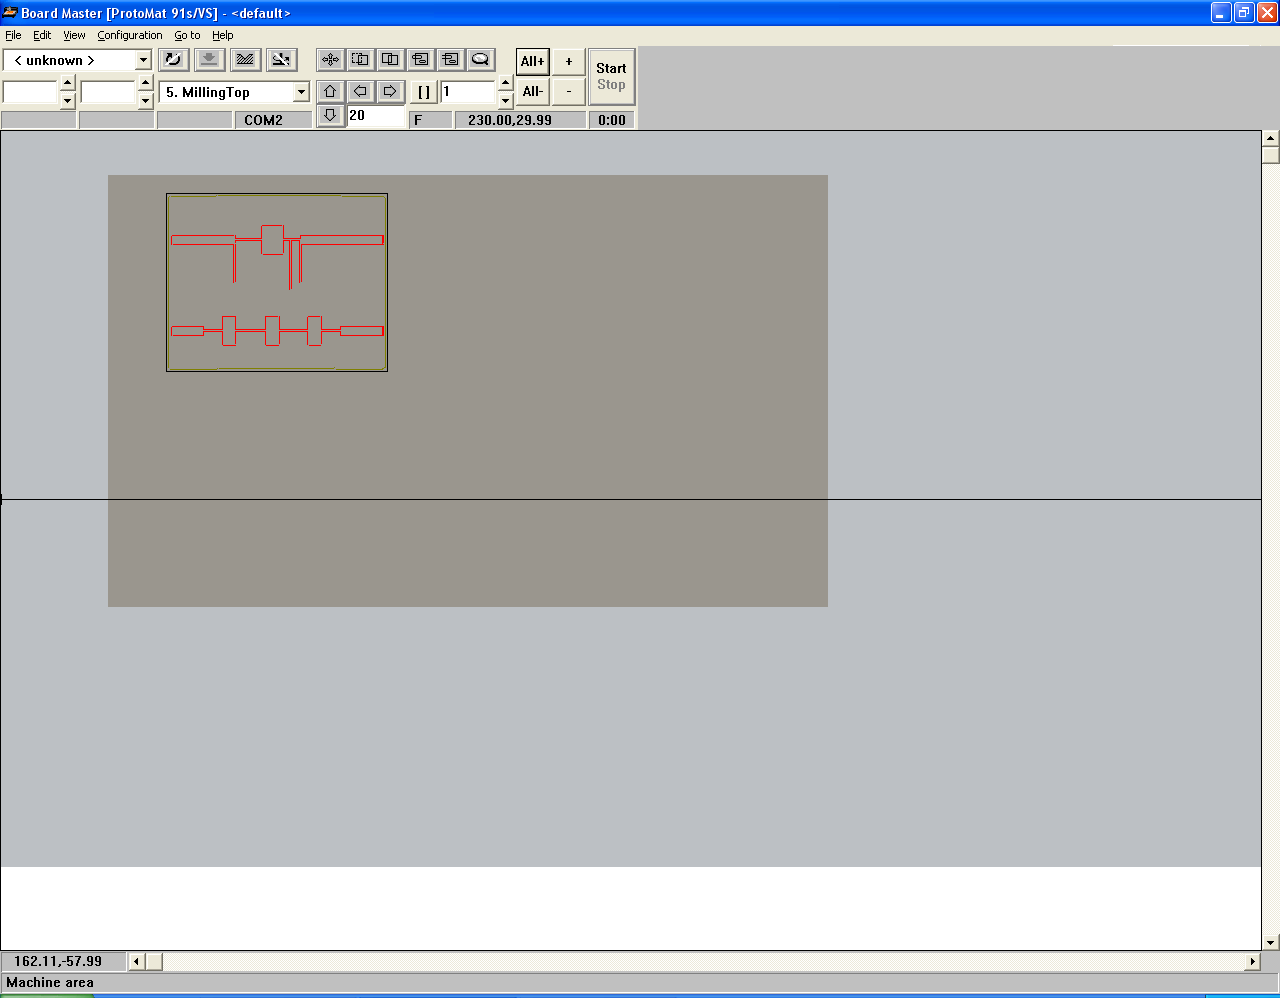 Board Master [ProtoMat 91s/VS] - <default>
File Edit View Configuration Go to Help
< unknown > All+ + Start
Stop
5. MillingTop [ ] 1 All- -
COM2 20 F 230.00,29.99 0:00
162.11,-57.99
Machine area